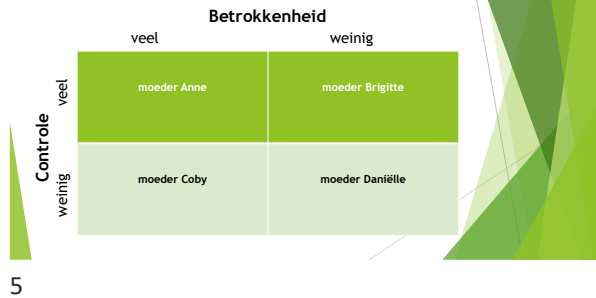 Betrokkenheid
veel weinig
Controle
veel
moeder Anne moeder Brigitte
weinig
moeder Coby moeder Daniëlle
5